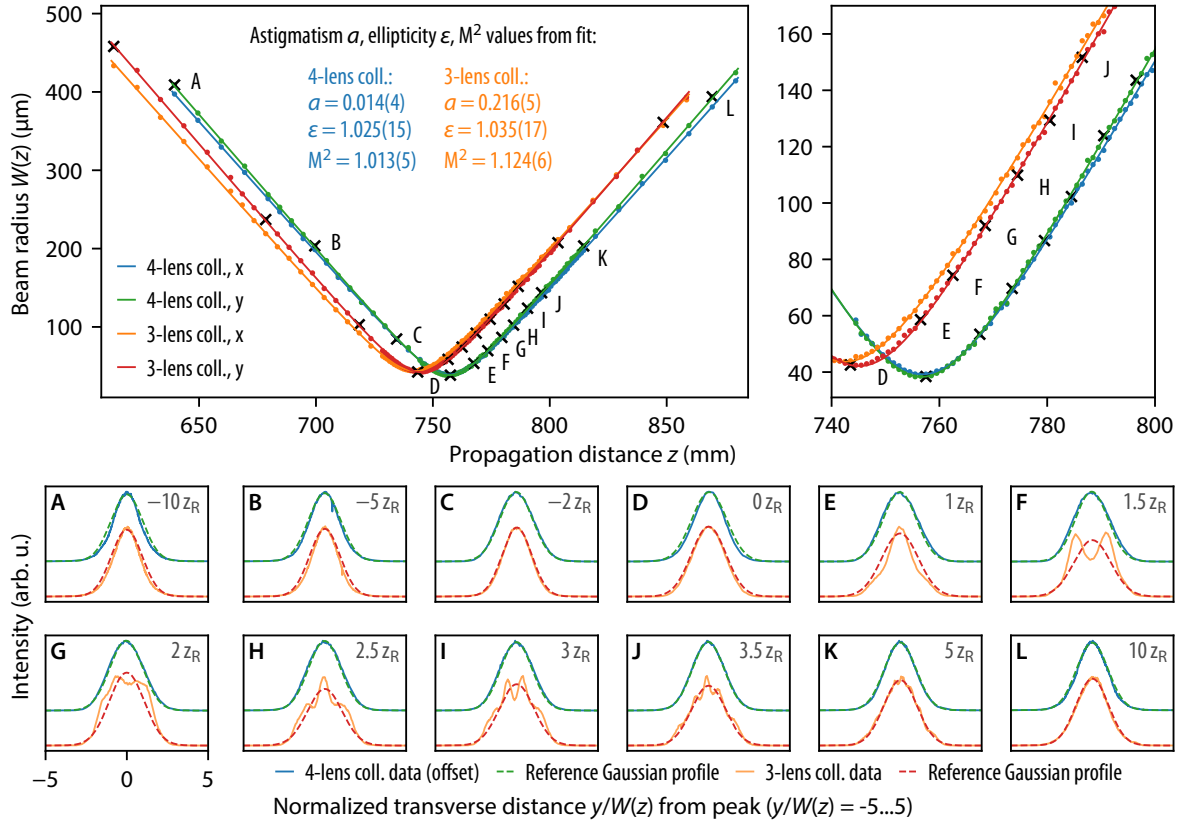 500
400
300
200
100
Beam radius W(z) (μm)
Astigmatism a, ellipticity ε, M² values from fit:
4-lens coll.:
a = 0.014(4)
ε = 1.025(15)
M² = 1.013(5)
3-lens coll.:
a = 0.216(5)
ε = 1.035(17)
M² = 1.124(6)
4-lens coll., x
4-lens coll., y
3-lens coll., x
3-lens coll., y
A
B
C
D
E
F
G
H
I
J
K
L
650
700
750
800
850
160
140
120
100
80
60
40
D
E
F
G
H
I
J
740
760
780
800
Propagation distance z (mm)
A −10 zR
B −5 zR
C −2 zR
D 0 zR
E 1 zR
F 1.5 zR
G 2 zR
H 2.5 zR
I 3 zR
J 3.5 zR
K 5 zR
L 10 zR
Intensity (arb. u.)
−5 0 5
4-lens coll. data (offset) Reference Gaussian profile 3-lens coll. data Reference Gaussian profile
Normalized transverse distance y/W(z) from peak (y/W(z) = -5...5)